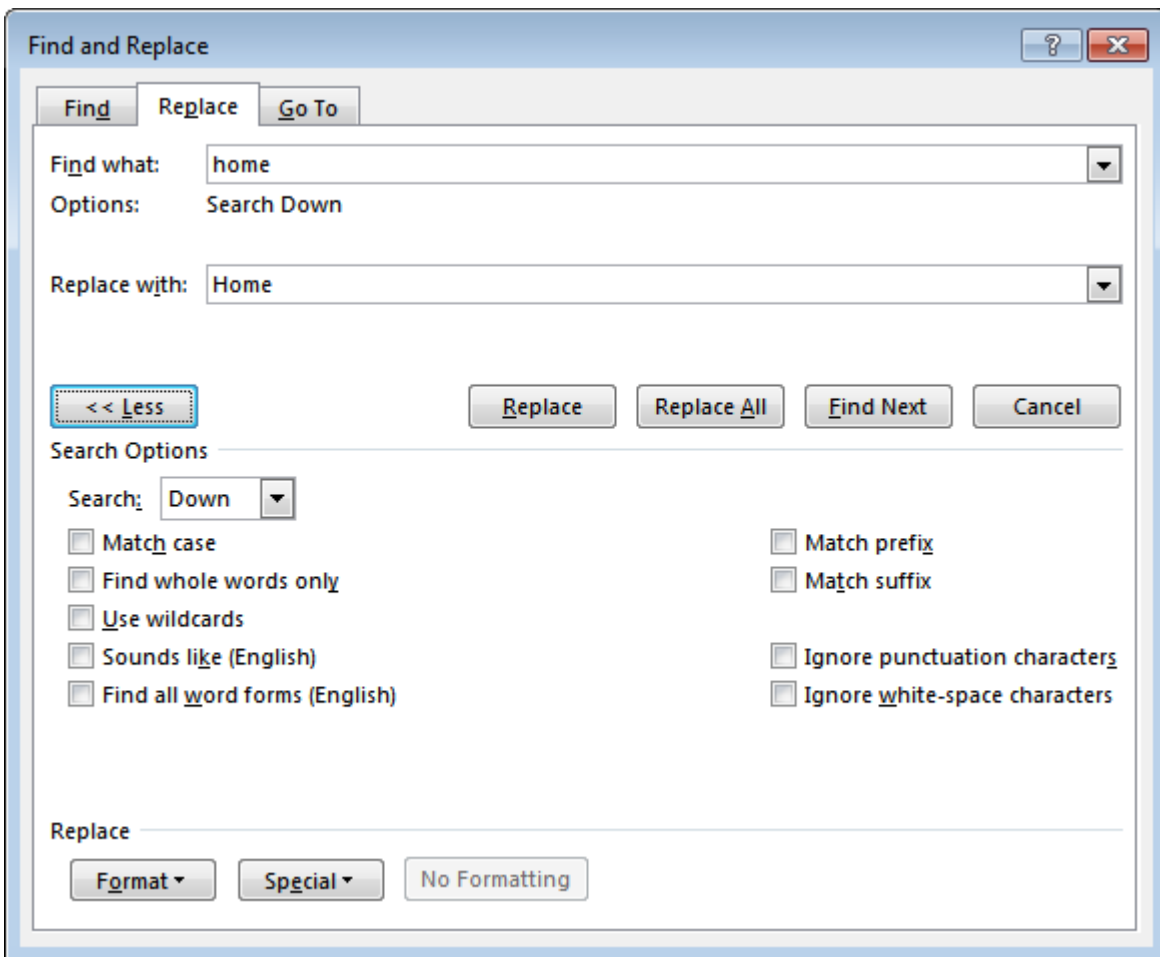 Find and Replace
Find Replace Go To
Find what: home
Options: Search Down
Replace with: Home
<< Less Replace Replace All Find Next Cancel
Search Options
Search: Down
Match case Match prefix
Find whole words only Match suffix
Use wildcards
Sounds like (English) Ignore punctuation characters
Find all word forms (English) Ignore white-space characters
Replace
Format Special No Formatting